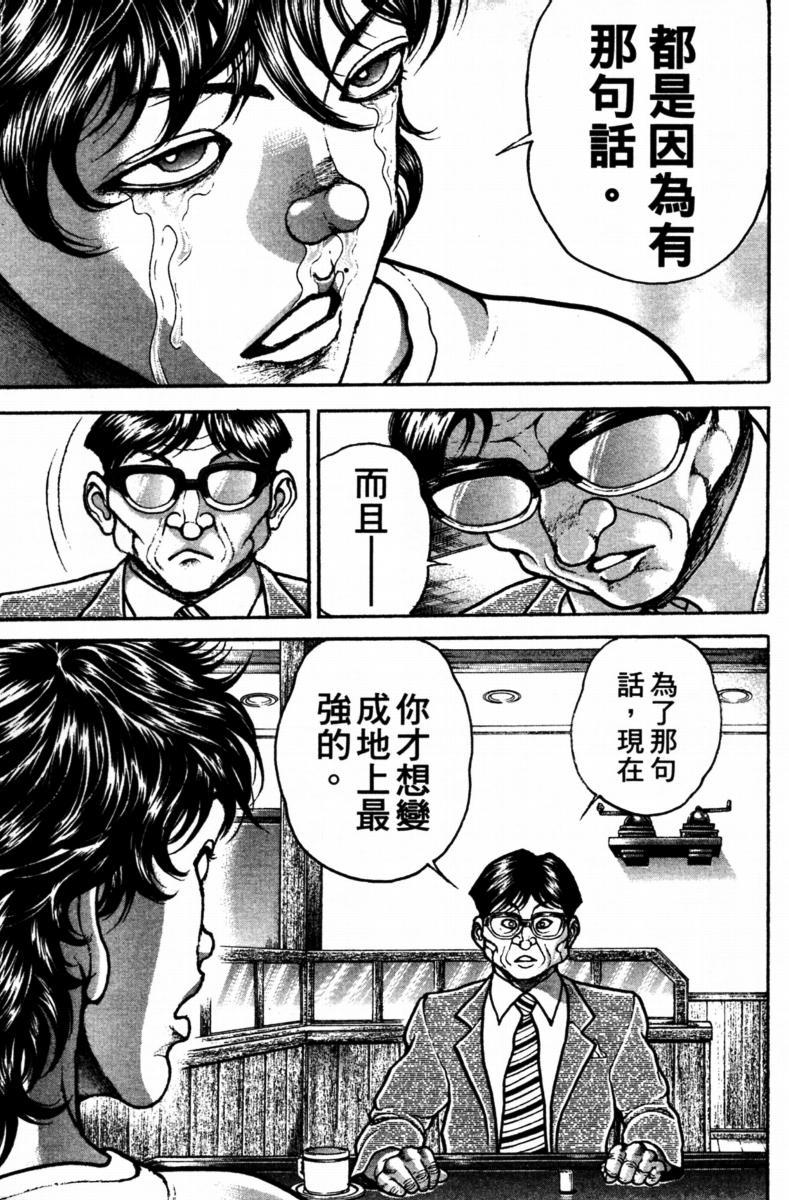 都是因為有
那句話。
而且——
為了那句
話，現在
你才想變
成地上最
強的。